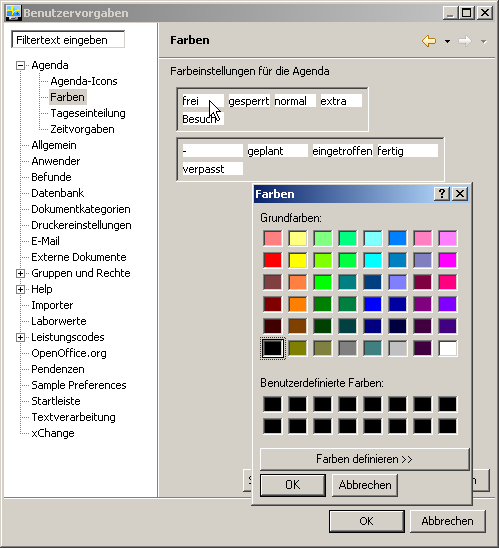 Benutzervorgaben
Filtertext eingeben
Farben
Agenda
Agenda-Icons
Farben
Tageseinteilung
Zeitvorgaben
Allgemein
Anwender
Befunde
Datenbank
Dokumentkategorien
Druckereinstellungen
E-Mail
Externe Dokumente
Gruppen und Rechte
Help
Importer
Laborwerte
Leistungscodes
OpenOffice.org
Pendenzen
Sample Preferences
Startleiste
Textverarbeitung
xChange
Farbeinstellungen für die Agenda
frei gesperrt normal extra
Besuch
- geplant eingetroffen fertig
verpasst
Farben
Grundfarben:
Benutzerdefinierte Farben:
Farben definieren >>
OK Abbrechen
OK Abbrechen